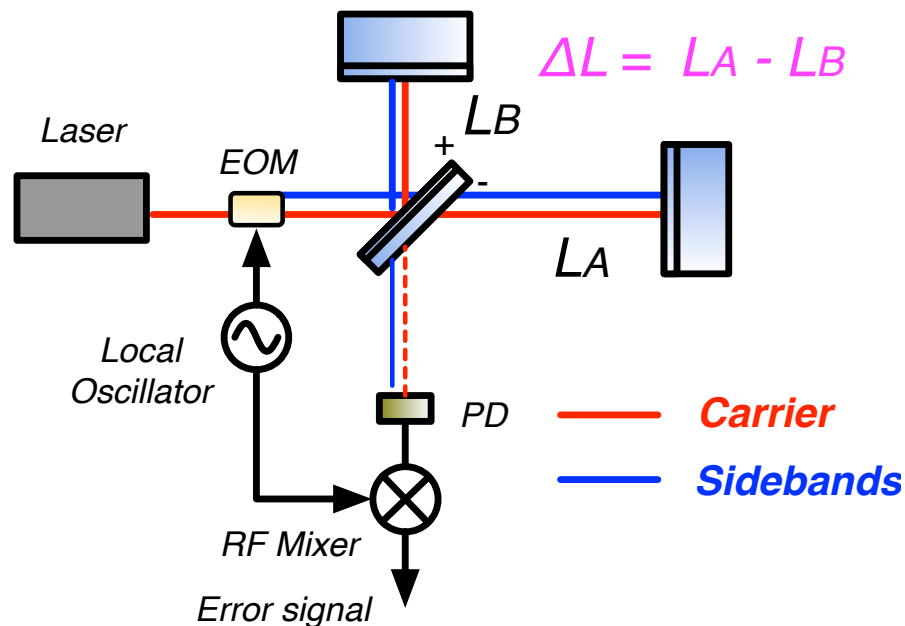 ΔL = LA - LB
Laser
EOM
LB
+
-
LA
Local
Oscillator
PD
Carrier
Sidebands
RF Mixer
Error signal